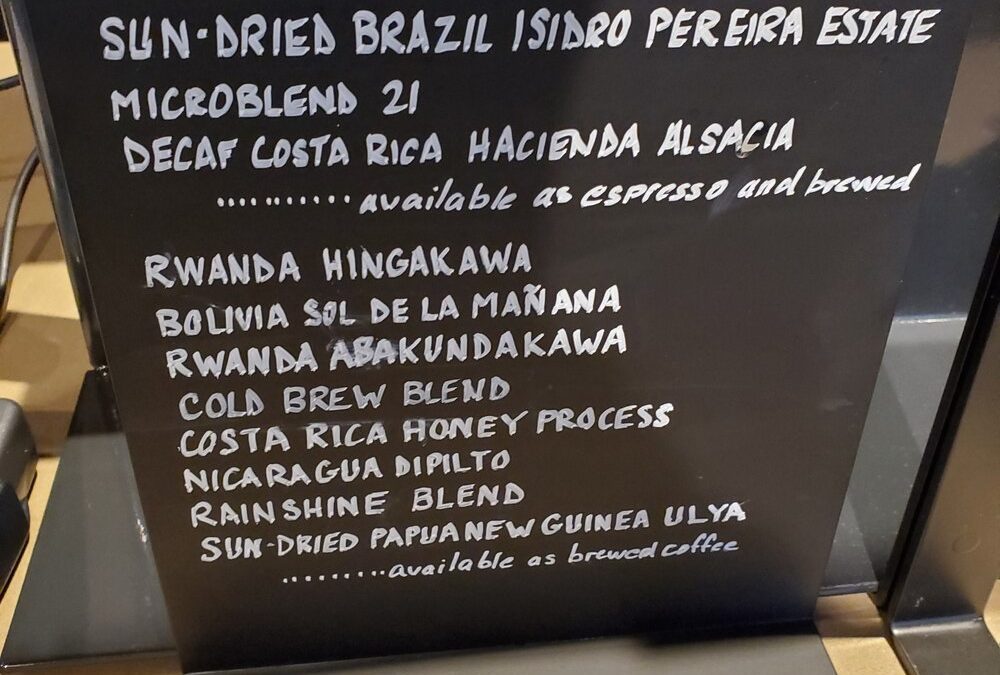 SUN-DRIED BRAZIL ISIDRO PEREIRA ESTATE
MICROBLEND 21
DECAF COSTA RICA HACIENDA ALSACIA
........... available as espresso and brewed
RWANDA HINGAKAWA
BOLIVIA SOL DE LA MAÑANA
RWANDA ABAKUNDAKAWA
COLD BREW BLEND
COSTA RICA HONEY PROCESS
NICARAGUA DIPILTO
RAINSHINE BLEND
SUN-DRIED PAPUA NEW GUINEA ULYA
.......... available as brewed coffee